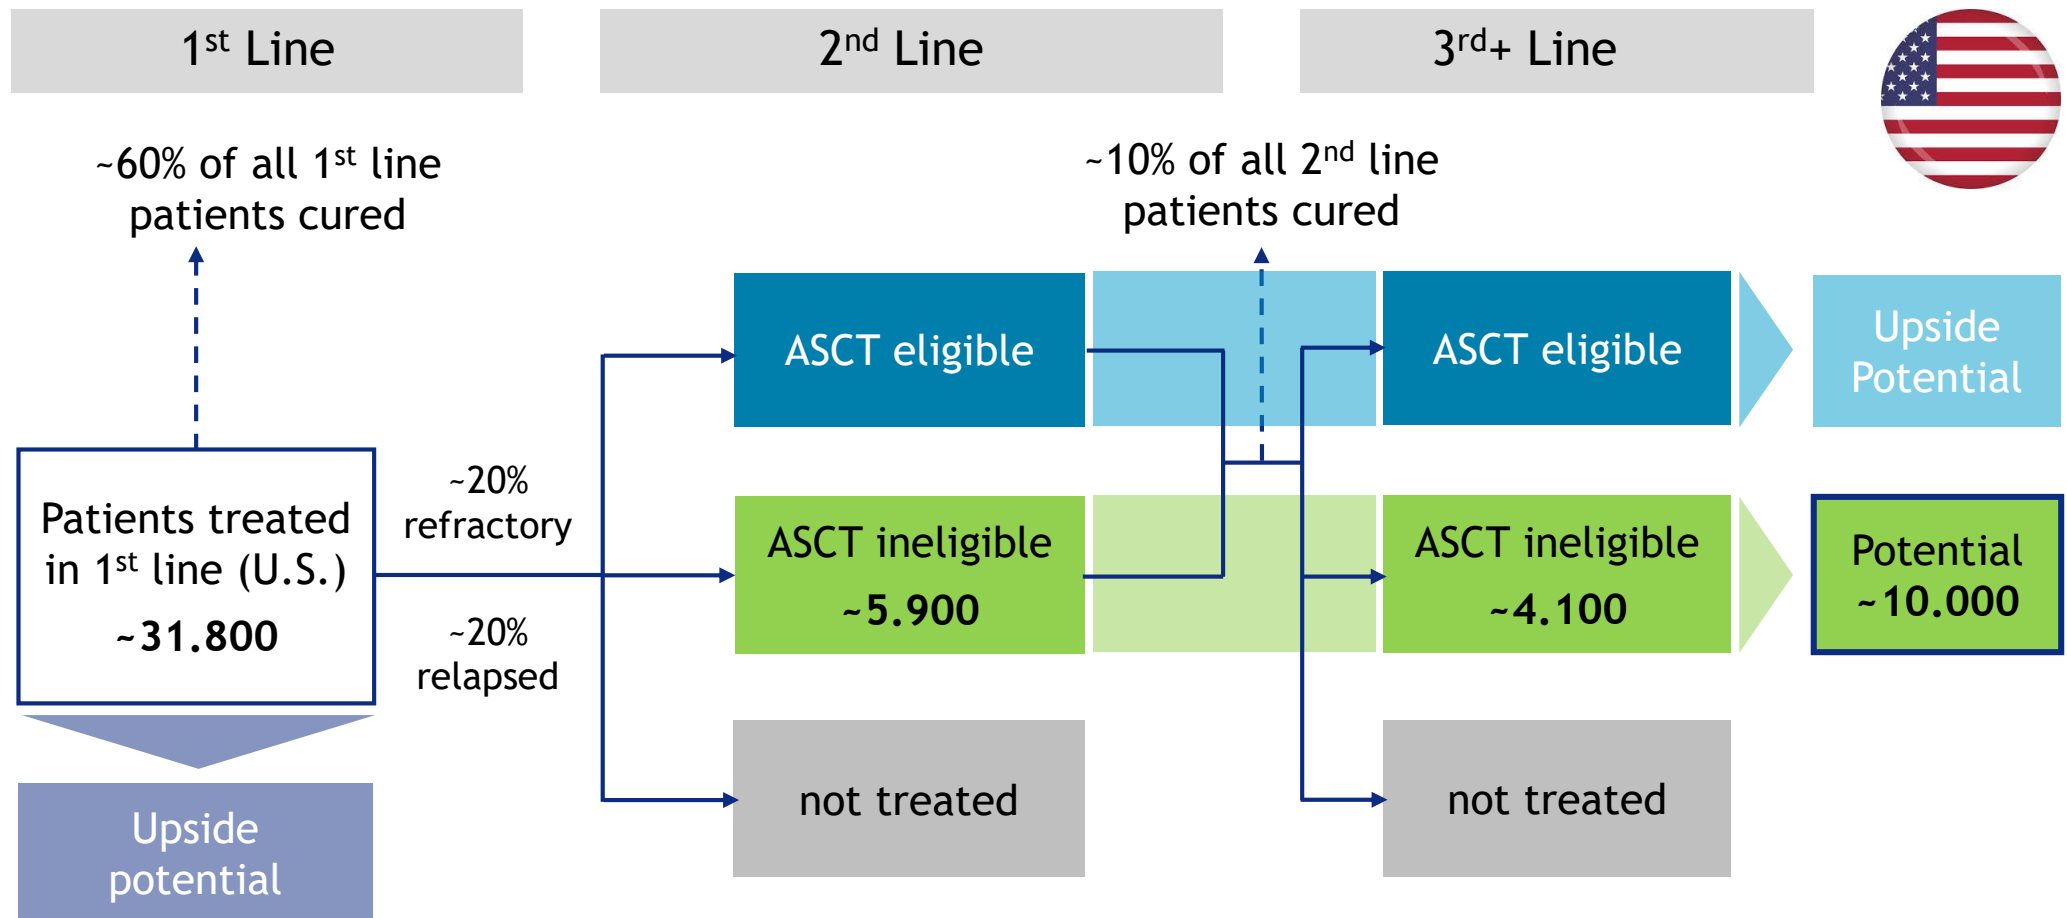 1st Line
2nd Line
3rd+ Line
~60% of all 1st line
patients cured
~10% of all 2nd line
patients cured
Patients treated
in 1st line (U.S.)
~31.800
Upside
potential
~20%
refractory
~20%
relapsed
ASCT eligible
ASCT ineligible
~5.900
not treated
ASCT eligible
ASCT ineligible
~4.100
not treated
Upside
Potential
Potential
~10.000